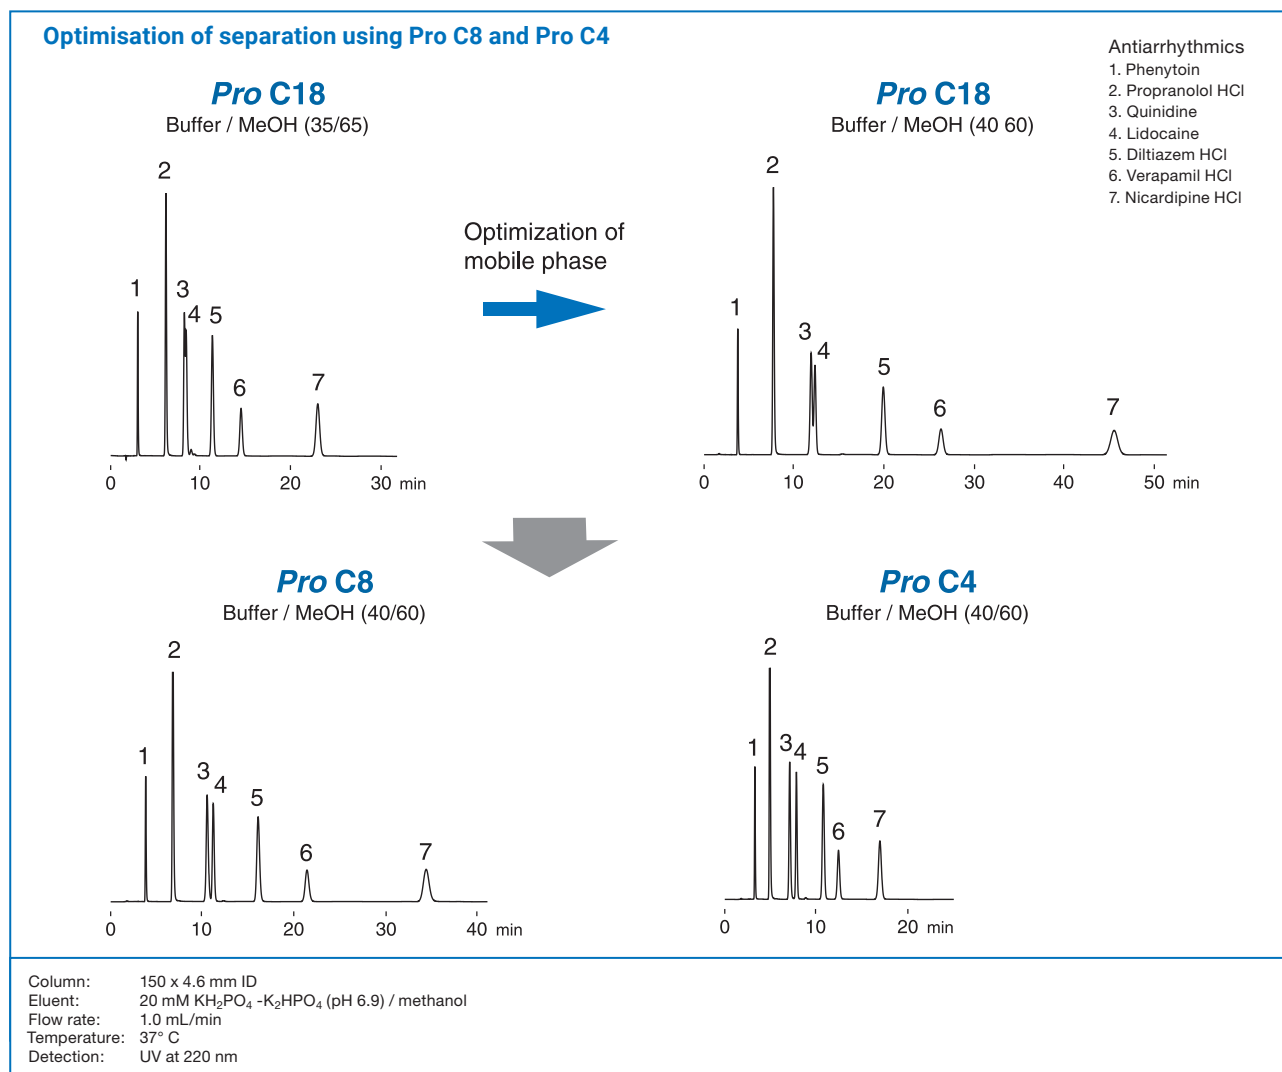 Optimisation of separation using Pro C8 and Pro C4
Antiarrhythmics
1. Phenytoin
2. Propranolol HCl
3. Quinidine
4. Lidocaine
5. Diltiazem HCl
6. Verapamil HCl
7. Nicardipine HCl
Pro C18
Buffer / MeOH (35/65)
1
2
3
4
5
6
7
0 10 20 30 min
Optimization of
mobile phase
Pro C18
Buffer / MeOH (40 60)
1
2
3
4
5
6
7
0 10 20 30 40 50 min
Pro C8
Buffer / MeOH (40/60)
1
2
3
4
5
6
7
0 10 20 30 40 min
Pro C4
Buffer / MeOH (40/60)
1
2
3
4
5
6
7
0 10 20 min
Column: 150 x 4.6 mm ID
Eluent: 20 mM KH₂PO₄ -K₂HPO₄ (pH 6.9) / methanol
Flow rate: 1.0 mL/min
Temperature: 37° C
Detection: UV at 220 nm